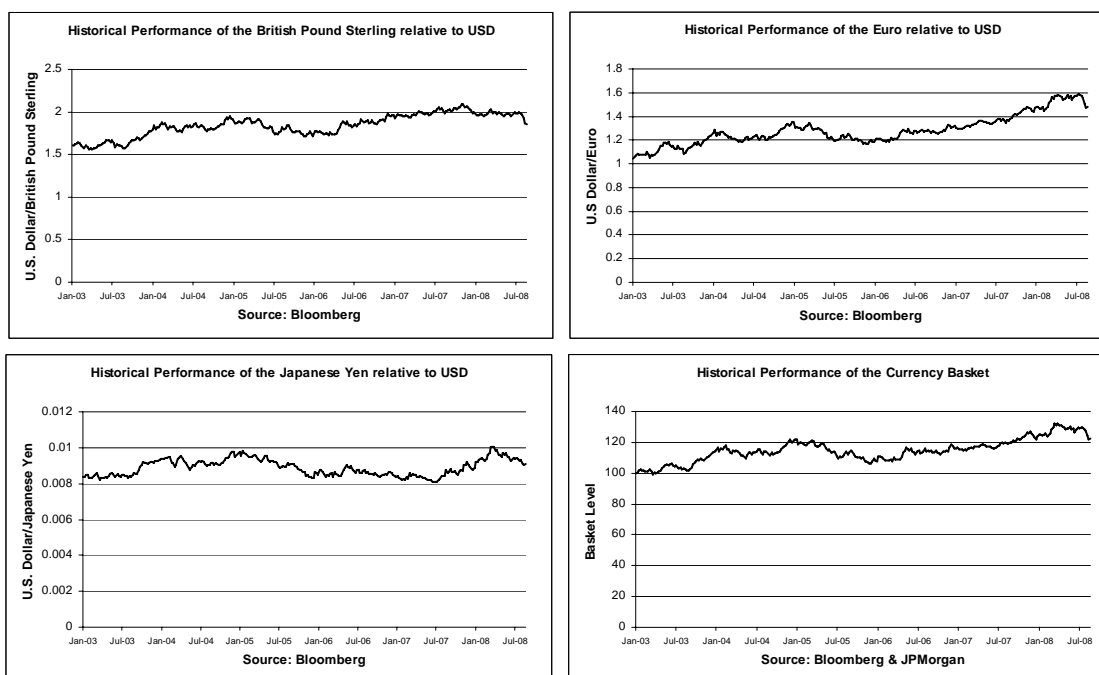 Historical Performance of the British Pound Sterling relative to USD
U.S. Dollar/British Pound Sterling
2.5
2
1.5
1
0.5
0
Jan-03 Jul-03 Jan-04 Jul-04 Jan-05 Jul-05 Jan-06 Jul-06 Jan-07 Jul-07 Jan-08 Jul-08
Source: Bloomberg
Historical Performance of the Euro relative to USD
U.S Dollar/Euro
1.8
1.6
1.4
1.2
1
0.8
0.6
0.4
0.2
0
Jan-03 Jul-03 Jan-04 Jul-04 Jan-05 Jul-05 Jan-06 Jul-06 Jan-07 Jul-07 Jan-08 Jul-08
Source: Bloomberg
Historical Performance of the Japanese Yen relative to USD
U.S. Dollar/Japanese Yen
0.012
0.01
0.008
0.006
0.004
0.002
0
Jan-03 Jul-03 Jan-04 Jul-04 Jan-05 Jul-05 Jan-06 Jul-06 Jan-07 Jul-07 Jan-08 Jul-08
Source: Bloomberg
Historical Performance of the Currency Basket
Basket Level
140
120
100
80
60
40
20
0
Jan-03 Jul-03 Jan-04 Jul-04 Jan-05 Jul-05 Jan-06 Jul-06 Jan-07 Jul-07 Jan-08 Jul-08
Source: Bloomberg & JPMorgan